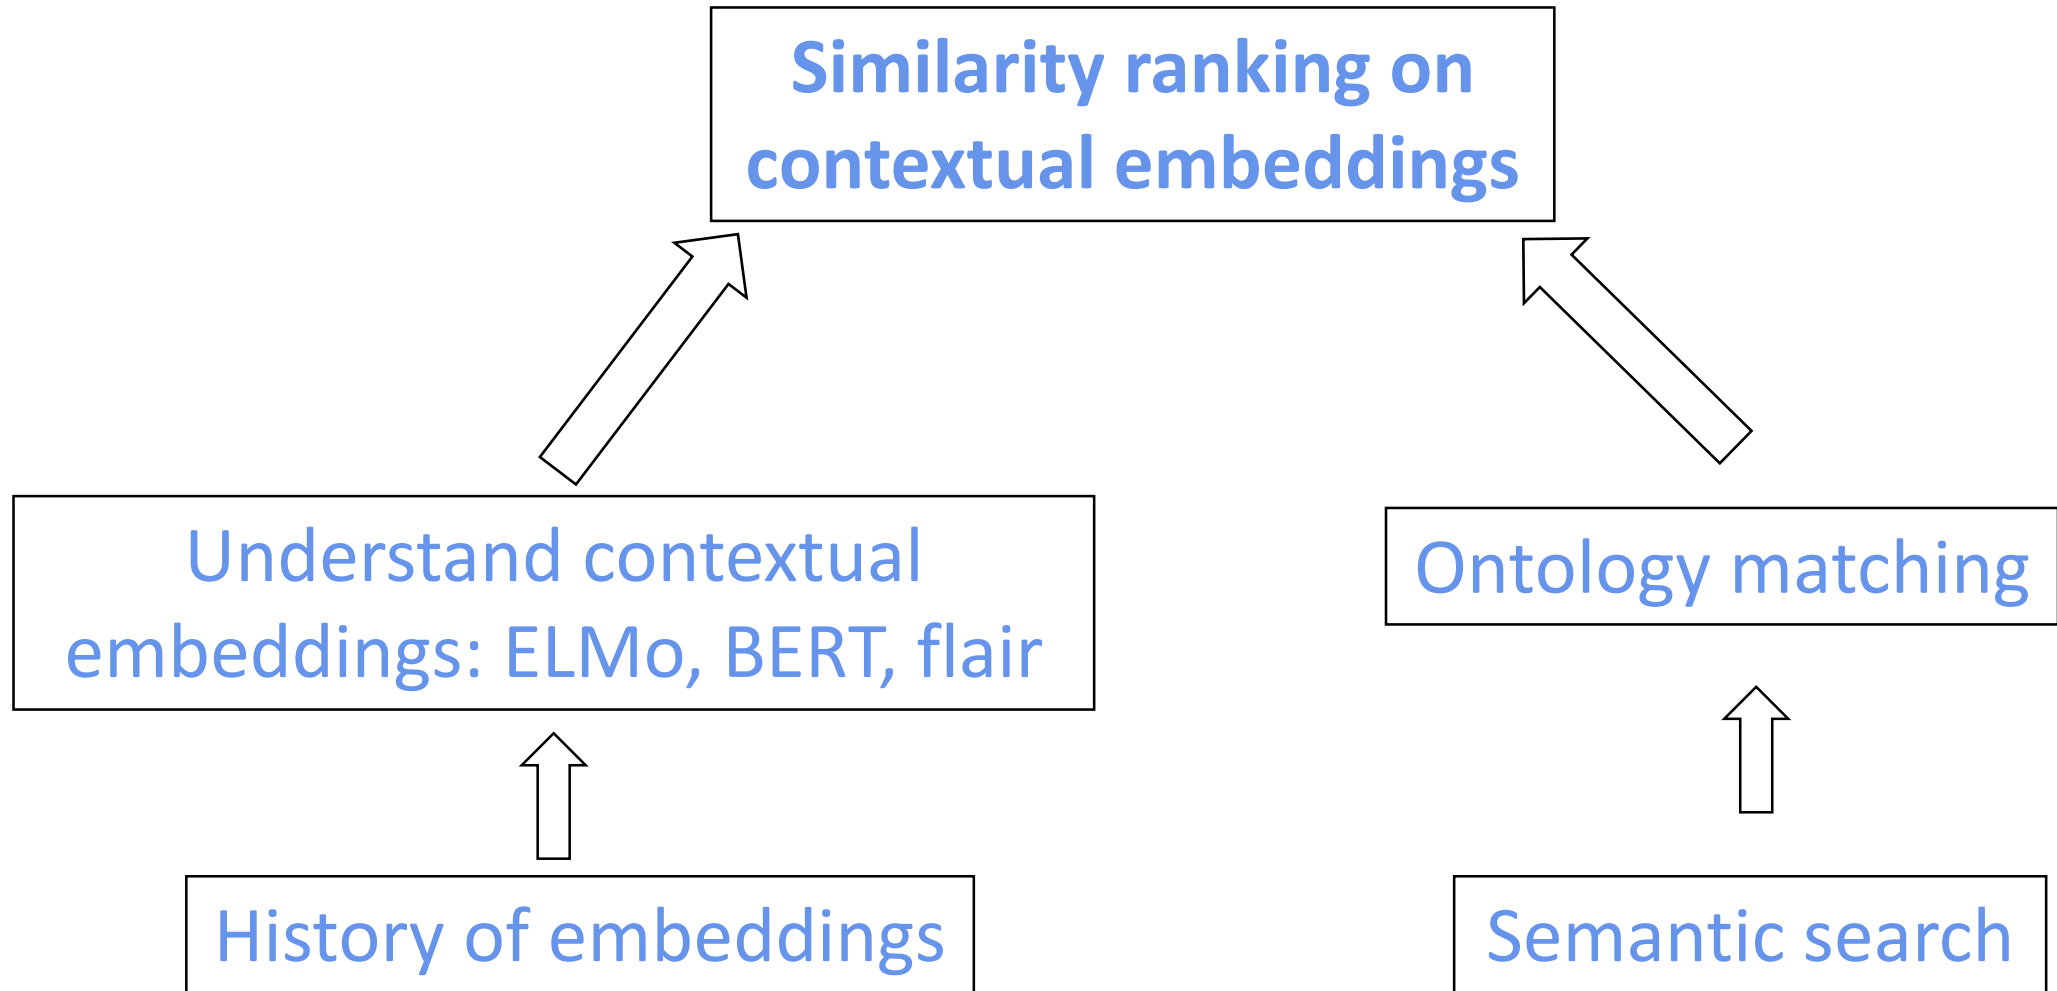 Similarity ranking on
contextual embeddings
Understand contextual
embeddings: ELMo, BERT, flair
Ontology matching
History of embeddings
Semantic search